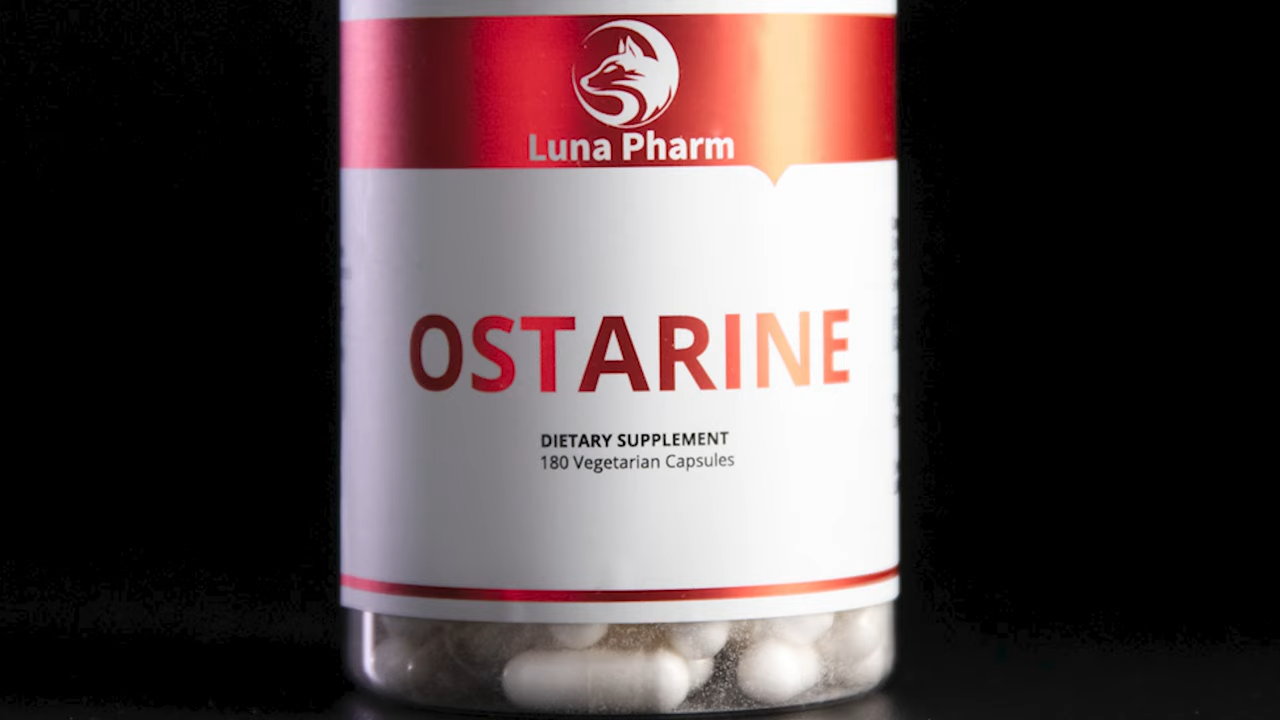 Luna Pharm
OSTARINE
DIETARY SUPPLEMENT
180 Vegetarian Capsules